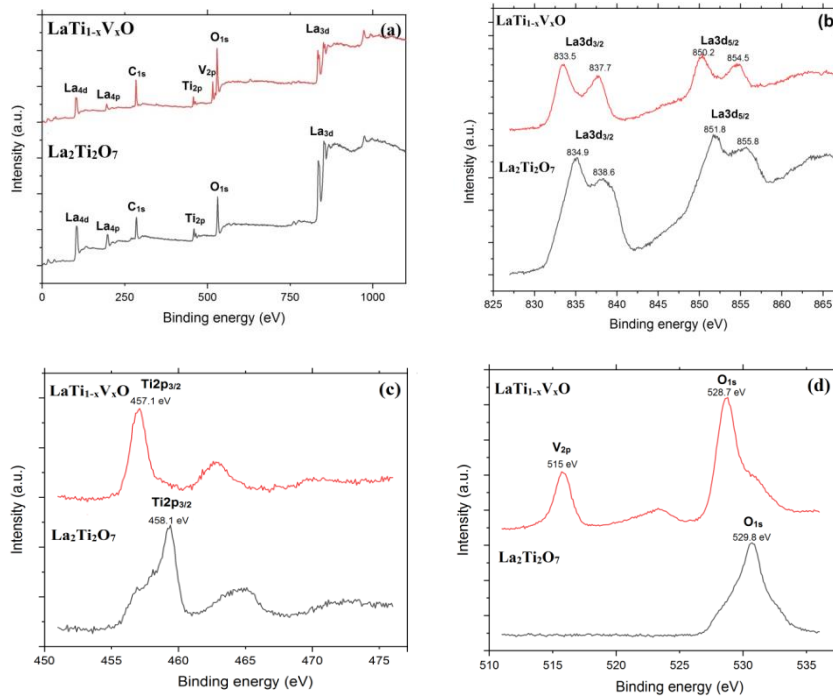 LaTi1-xVxO
(a)
La3d
O1s
V2p
C1s
Ti2p
La4d
La4p
La2Ti2O7
La3d
O1s
C1s
La4d
La4p
Ti2p
Intensity (a.u.)
0 250 500 750 1000
Binding energy (eV)
LaTi1-xVxO
(b)
La3d5/2
La3d3/2
850.2
854.5
833.5
837.7
La3d5/2
851.8
855.8
La3d3/2
834.9
838.6
La2Ti2O7
Intensity (a.u.)
825 830 835 840 845 850 855 860 865
Binding energy (eV)
Ti2p3/2
LaTi1-xVxO
457.1 eV
(c)
Ti2p3/2
458.1 eV
La2Ti2O7
Intensity (a.u.)
450 455 460 465 470 475
Binding energy (eV)
LaTi1-xVxO
O1s
528.7 eV
(d)
V2p
515 eV
O1s
529.8 eV
La2Ti2O7
Intensity (a.u.)
510 515 520 525 530 535
Binding energy (eV)